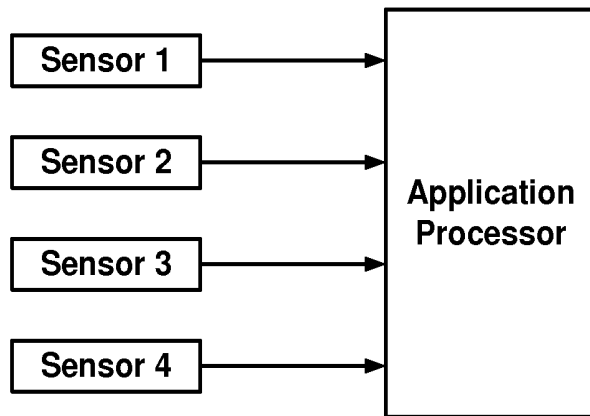 Sensor 1
Sensor 2
Sensor 3
Sensor 4
Application
Processor